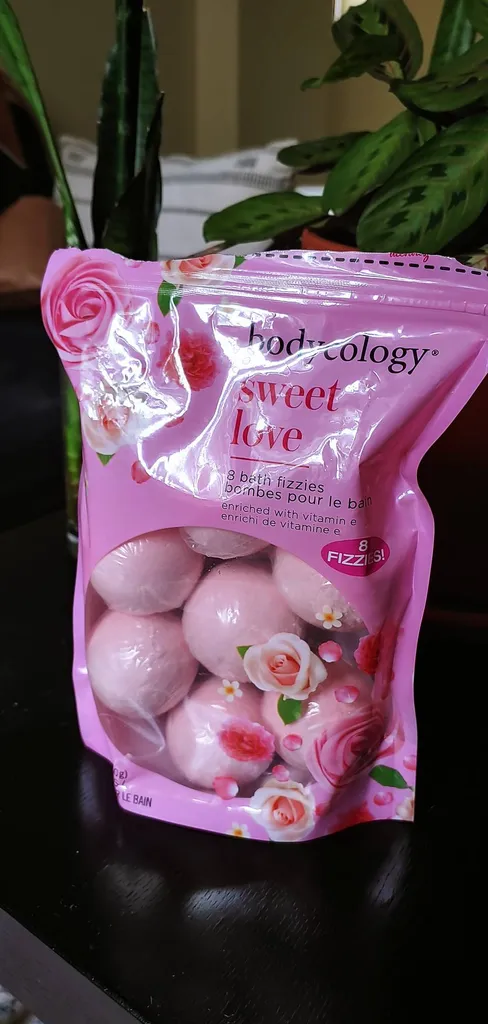 bodycology®
sweet
love
8 bath fizzies
bombes pour le bain
enriched with vitamin e
enrichi de vitamine e
8
FIZZIES!
g)
LE BAIN